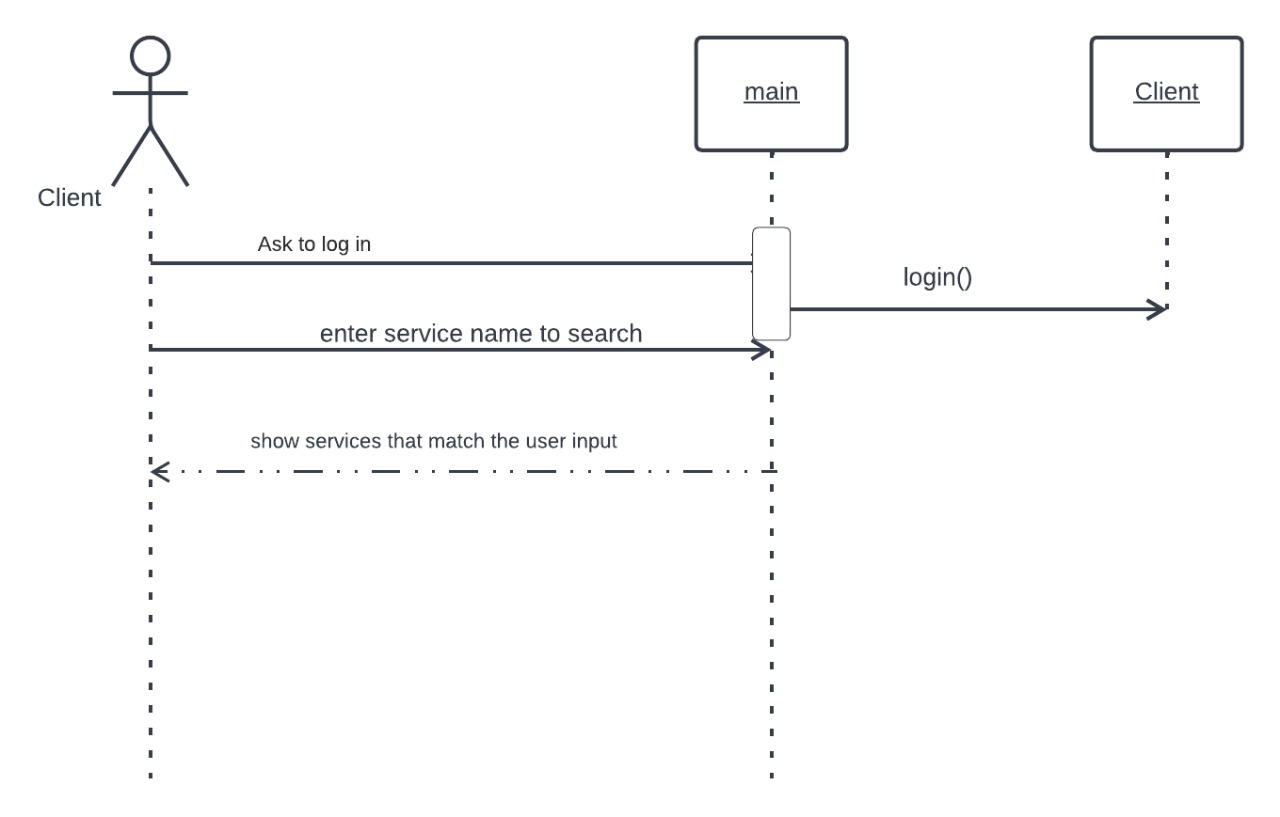 main
Client
Client
Ask to log in
login()
enter service name to search
show services that match the user input